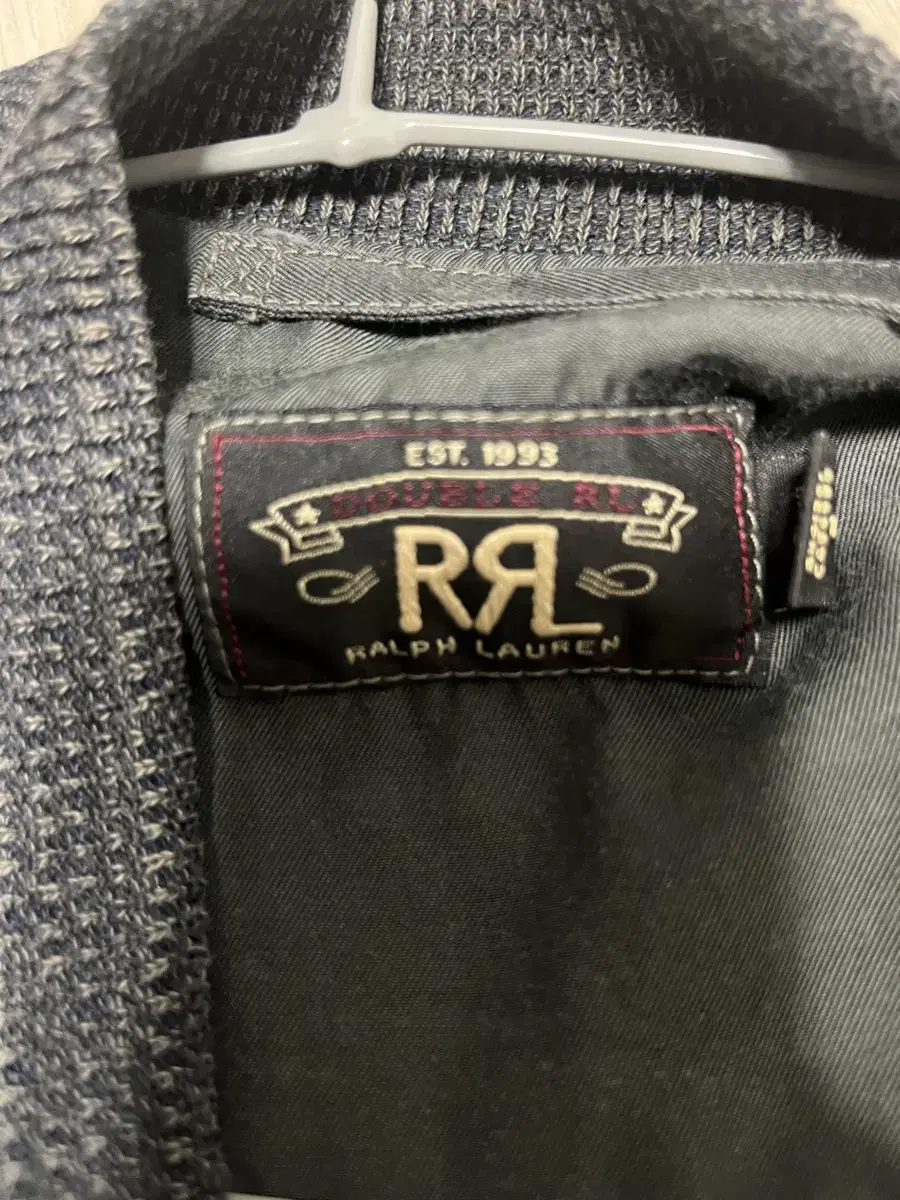 EST. 1993
DOUBLE RL
RRL
RALPH LAUREN